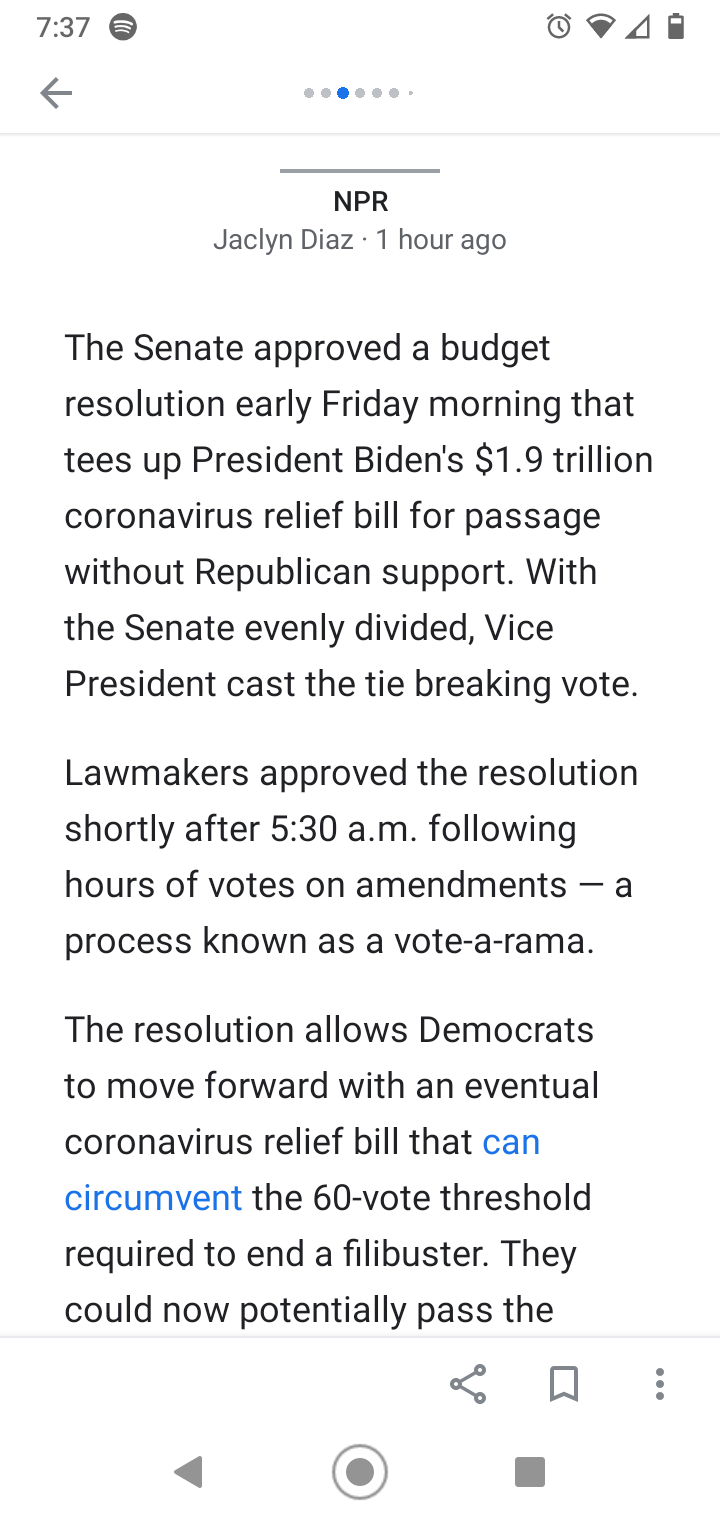 7:37
NPR
Jaclyn Diaz · 1 hour ago
The Senate approved a budget
resolution early Friday morning that
tees up President Biden's $1.9 trillion
coronavirus relief bill for passage
without Republican support. With
the Senate evenly divided, Vice
President cast the tie breaking vote.
Lawmakers approved the resolution
shortly after 5:30 a.m. following
hours of votes on amendments — a
process known as a vote-a-rama.
The resolution allows Democrats
to move forward with an eventual
coronavirus relief bill that can
circumvent the 60-vote threshold
required to end a filibuster. They
could now potentially pass the